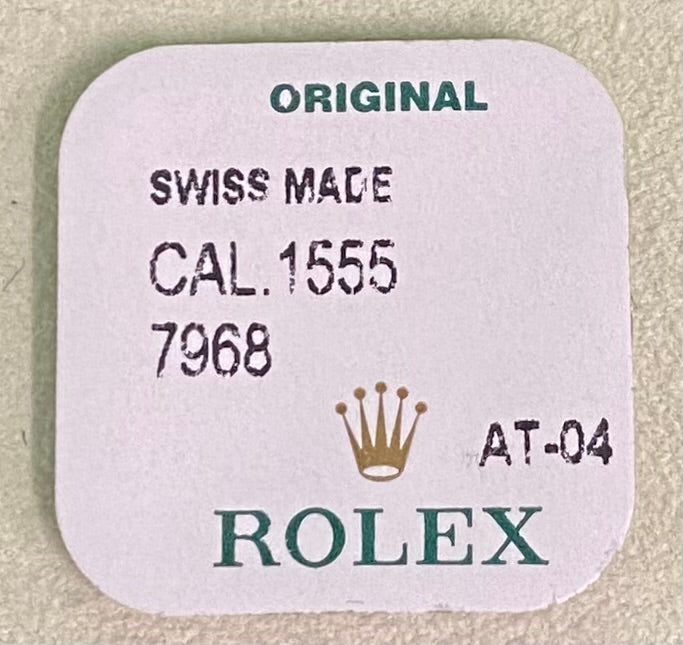 ORIGINAL
SWISS MADE
CAL.1555
7968
AT-04
ROLEX